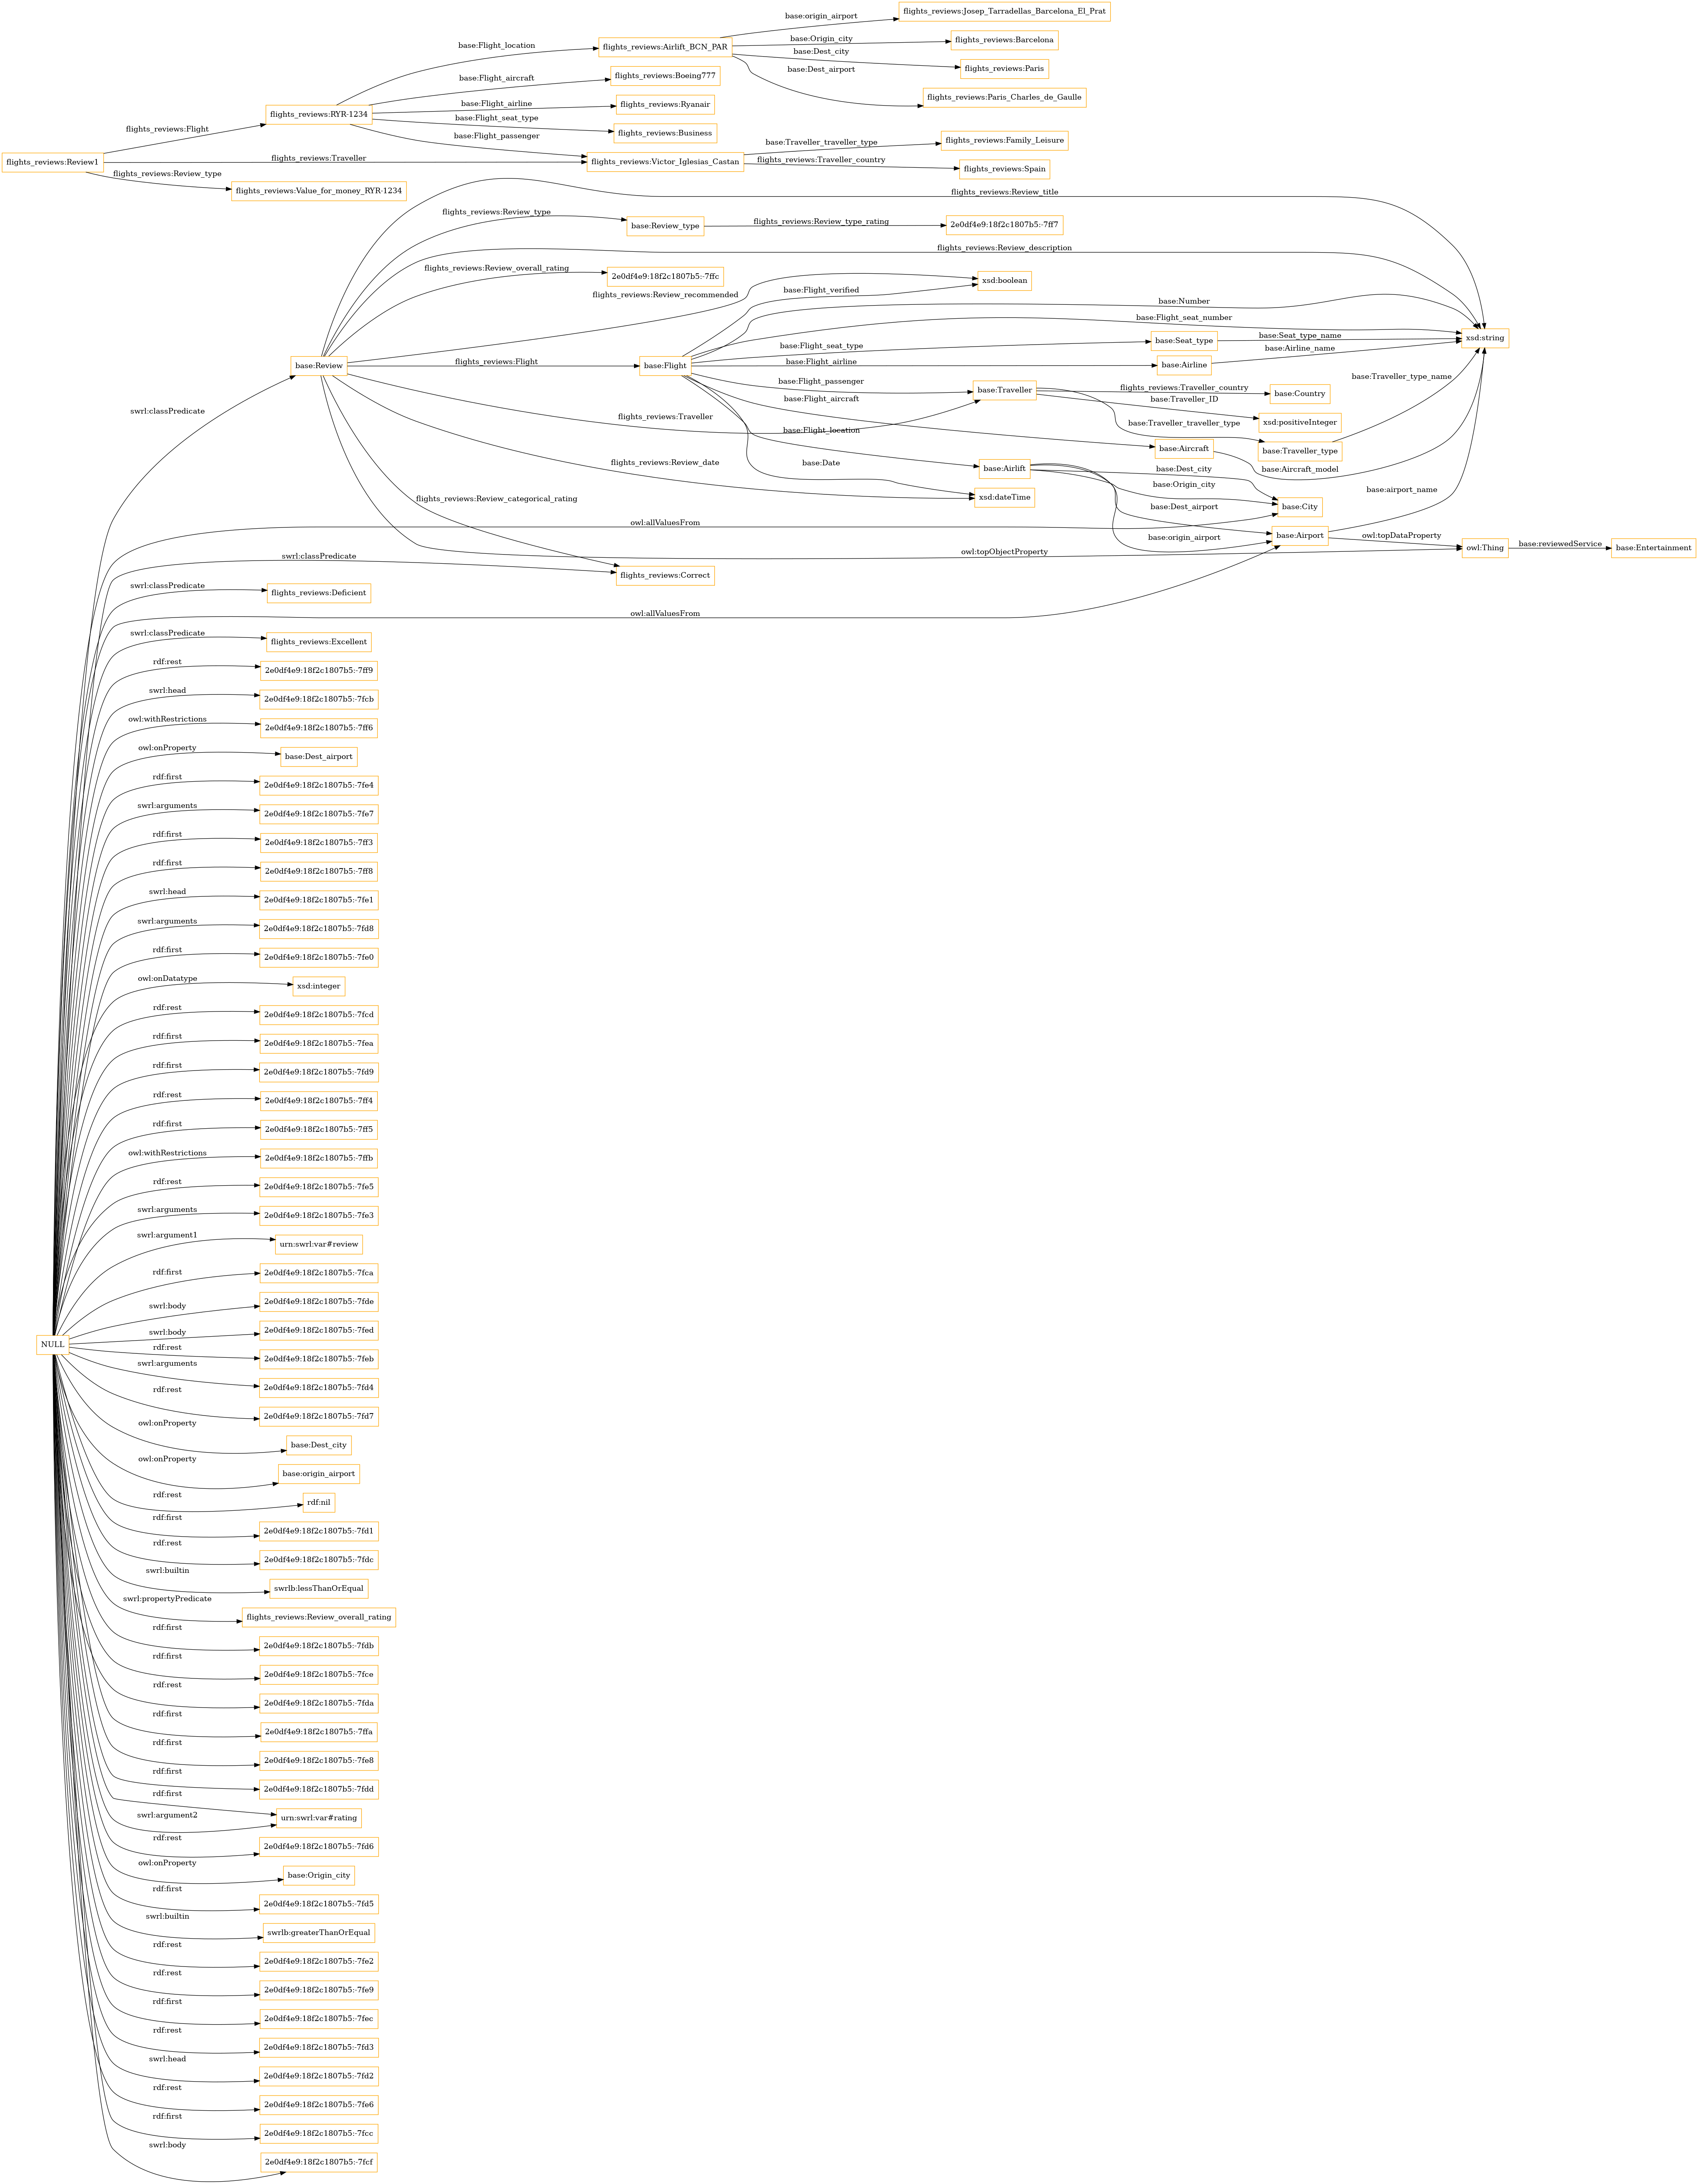 base:origin_airport
flights_reviews:Josep_Tarradellas_Barcelona_El_Prat
base:Flight_location
flights_reviews:Airlift_BCN_PAR
base:Origin_city
flights_reviews:Barcelona
base:Dest_city
flights_reviews:Paris
base:Dest_airport
flights_reviews:Paris_Charles_de_Gaulle
base:Flight_aircraft
flights_reviews:Boeing777
flights_reviews:RYR-1234
base:Flight_airline
flights_reviews:Ryanair
base:Flight_seat_type
flights_reviews:Business
flights_reviews:Flight
base:Flight_passenger
base:Traveller_traveller_type
flights_reviews:Family_Leisure
flights_reviews:Review1
flights_reviews:Traveller
flights_reviews:Victor_Iglesias_Castan
flights_reviews:Traveller_country
flights_reviews:Spain
flights_reviews:Review_type
flights_reviews:Value_for_money_RYR-1234
flights_reviews:Review_title
flights_reviews:Review_type
base:Review_type
flights_reviews:Review_type_rating
2e0df4e9:18f2c1807b5:-7ff7
flights_reviews:Review_description
flights_reviews:Review_overall_rating
2e0df4e9:18f2c1807b5:-7ffc
flights_reviews:Review_recommended
base:Flight_verified
xsd:boolean
base:Number
base:Flight_seat_number
xsd:string
base:Flight_seat_type
base:Seat_type
base:Seat_type_name
base:Review
flights_reviews:Flight
base:Flight
base:Flight_airline
base:Airline
base:Airline_name
base:Flight_passenger
base:Traveller
flights_reviews:Traveller_country
base:Country
base:Traveller_type_name
base:Flight_aircraft
base:Traveller_ID
xsd:positiveInteger
swrl:classPredicate
flights_reviews:Traveller
base:Flight_location
base:Traveller_traveller_type
base:Traveller_type
base:Aircraft
base:Aircraft_model
flights_reviews:Review_date
base:Date
base:Airlift
base:Dest_city
base:Origin_city
base:City
base:airport_name
flights_reviews:Review_categorical_rating
xsd:dateTime
base:Dest_airport
owl:allValuesFrom
base:origin_airport
base:Airport
owl:topDataProperty
owl:topObjectProperty
owl:Thing
base:reviewedService
base:Entertainment
swrl:classPredicate
flights_reviews:Correct
swrl:classPredicate
flights_reviews:Deficient
owl:allValuesFrom
swrl:classPredicate
flights_reviews:Excellent
rdf:rest
2e0df4e9:18f2c1807b5:-7ff9
swrl:head
2e0df4e9:18f2c1807b5:-7fcb
owl:withRestrictions
2e0df4e9:18f2c1807b5:-7ff6
owl:onProperty
base:Dest_airport
rdf:first
2e0df4e9:18f2c1807b5:-7fe4
swrl:arguments
2e0df4e9:18f2c1807b5:-7fe7
rdf:first
2e0df4e9:18f2c1807b5:-7ff3
rdf:first
2e0df4e9:18f2c1807b5:-7ff8
swrl:head
2e0df4e9:18f2c1807b5:-7fe1
swrl:arguments
2e0df4e9:18f2c1807b5:-7fd8
rdf:first
2e0df4e9:18f2c1807b5:-7fe0
owl:onDatatype
xsd:integer
rdf:rest
2e0df4e9:18f2c1807b5:-7fcd
rdf:first
2e0df4e9:18f2c1807b5:-7fea
rdf:first
2e0df4e9:18f2c1807b5:-7fd9
rdf:rest
2e0df4e9:18f2c1807b5:-7ff4
rdf:first
2e0df4e9:18f2c1807b5:-7ff5
owl:withRestrictions
2e0df4e9:18f2c1807b5:-7ffb
rdf:rest
2e0df4e9:18f2c1807b5:-7fe5
swrl:arguments
2e0df4e9:18f2c1807b5:-7fe3
swrl:argument1
urn:swrl:var#review
rdf:first
2e0df4e9:18f2c1807b5:-7fca
swrl:body
2e0df4e9:18f2c1807b5:-7fde
NULL
swrl:body
2e0df4e9:18f2c1807b5:-7fed
rdf:rest
2e0df4e9:18f2c1807b5:-7feb
swrl:arguments
2e0df4e9:18f2c1807b5:-7fd4
rdf:rest
2e0df4e9:18f2c1807b5:-7fd7
owl:onProperty
base:Dest_city
owl:onProperty
base:origin_airport
rdf:rest
rdf:nil
rdf:first
2e0df4e9:18f2c1807b5:-7fd1
rdf:rest
2e0df4e9:18f2c1807b5:-7fdc
swrl:builtin
swrlb:lessThanOrEqual
swrl:propertyPredicate
flights_reviews:Review_overall_rating
rdf:first
2e0df4e9:18f2c1807b5:-7fdb
rdf:first
2e0df4e9:18f2c1807b5:-7fce
rdf:rest
2e0df4e9:18f2c1807b5:-7fda
rdf:first
2e0df4e9:18f2c1807b5:-7ffa
rdf:first
2e0df4e9:18f2c1807b5:-7fe8
rdf:first
2e0df4e9:18f2c1807b5:-7fdd
rdf:first
swrl:argument2
urn:swrl:var#rating
rdf:rest
2e0df4e9:18f2c1807b5:-7fd6
owl:onProperty
base:Origin_city
rdf:first
2e0df4e9:18f2c1807b5:-7fd5
swrl:builtin
swrlb:greaterThanOrEqual
rdf:rest
2e0df4e9:18f2c1807b5:-7fe2
rdf:rest
2e0df4e9:18f2c1807b5:-7fe9
rdf:first
2e0df4e9:18f2c1807b5:-7fec
rdf:rest
2e0df4e9:18f2c1807b5:-7fd3
swrl:head
2e0df4e9:18f2c1807b5:-7fd2
rdf:rest
2e0df4e9:18f2c1807b5:-7fe6
rdf:first
2e0df4e9:18f2c1807b5:-7fcc
swrl:body
2e0df4e9:18f2c1807b5:-7fcf